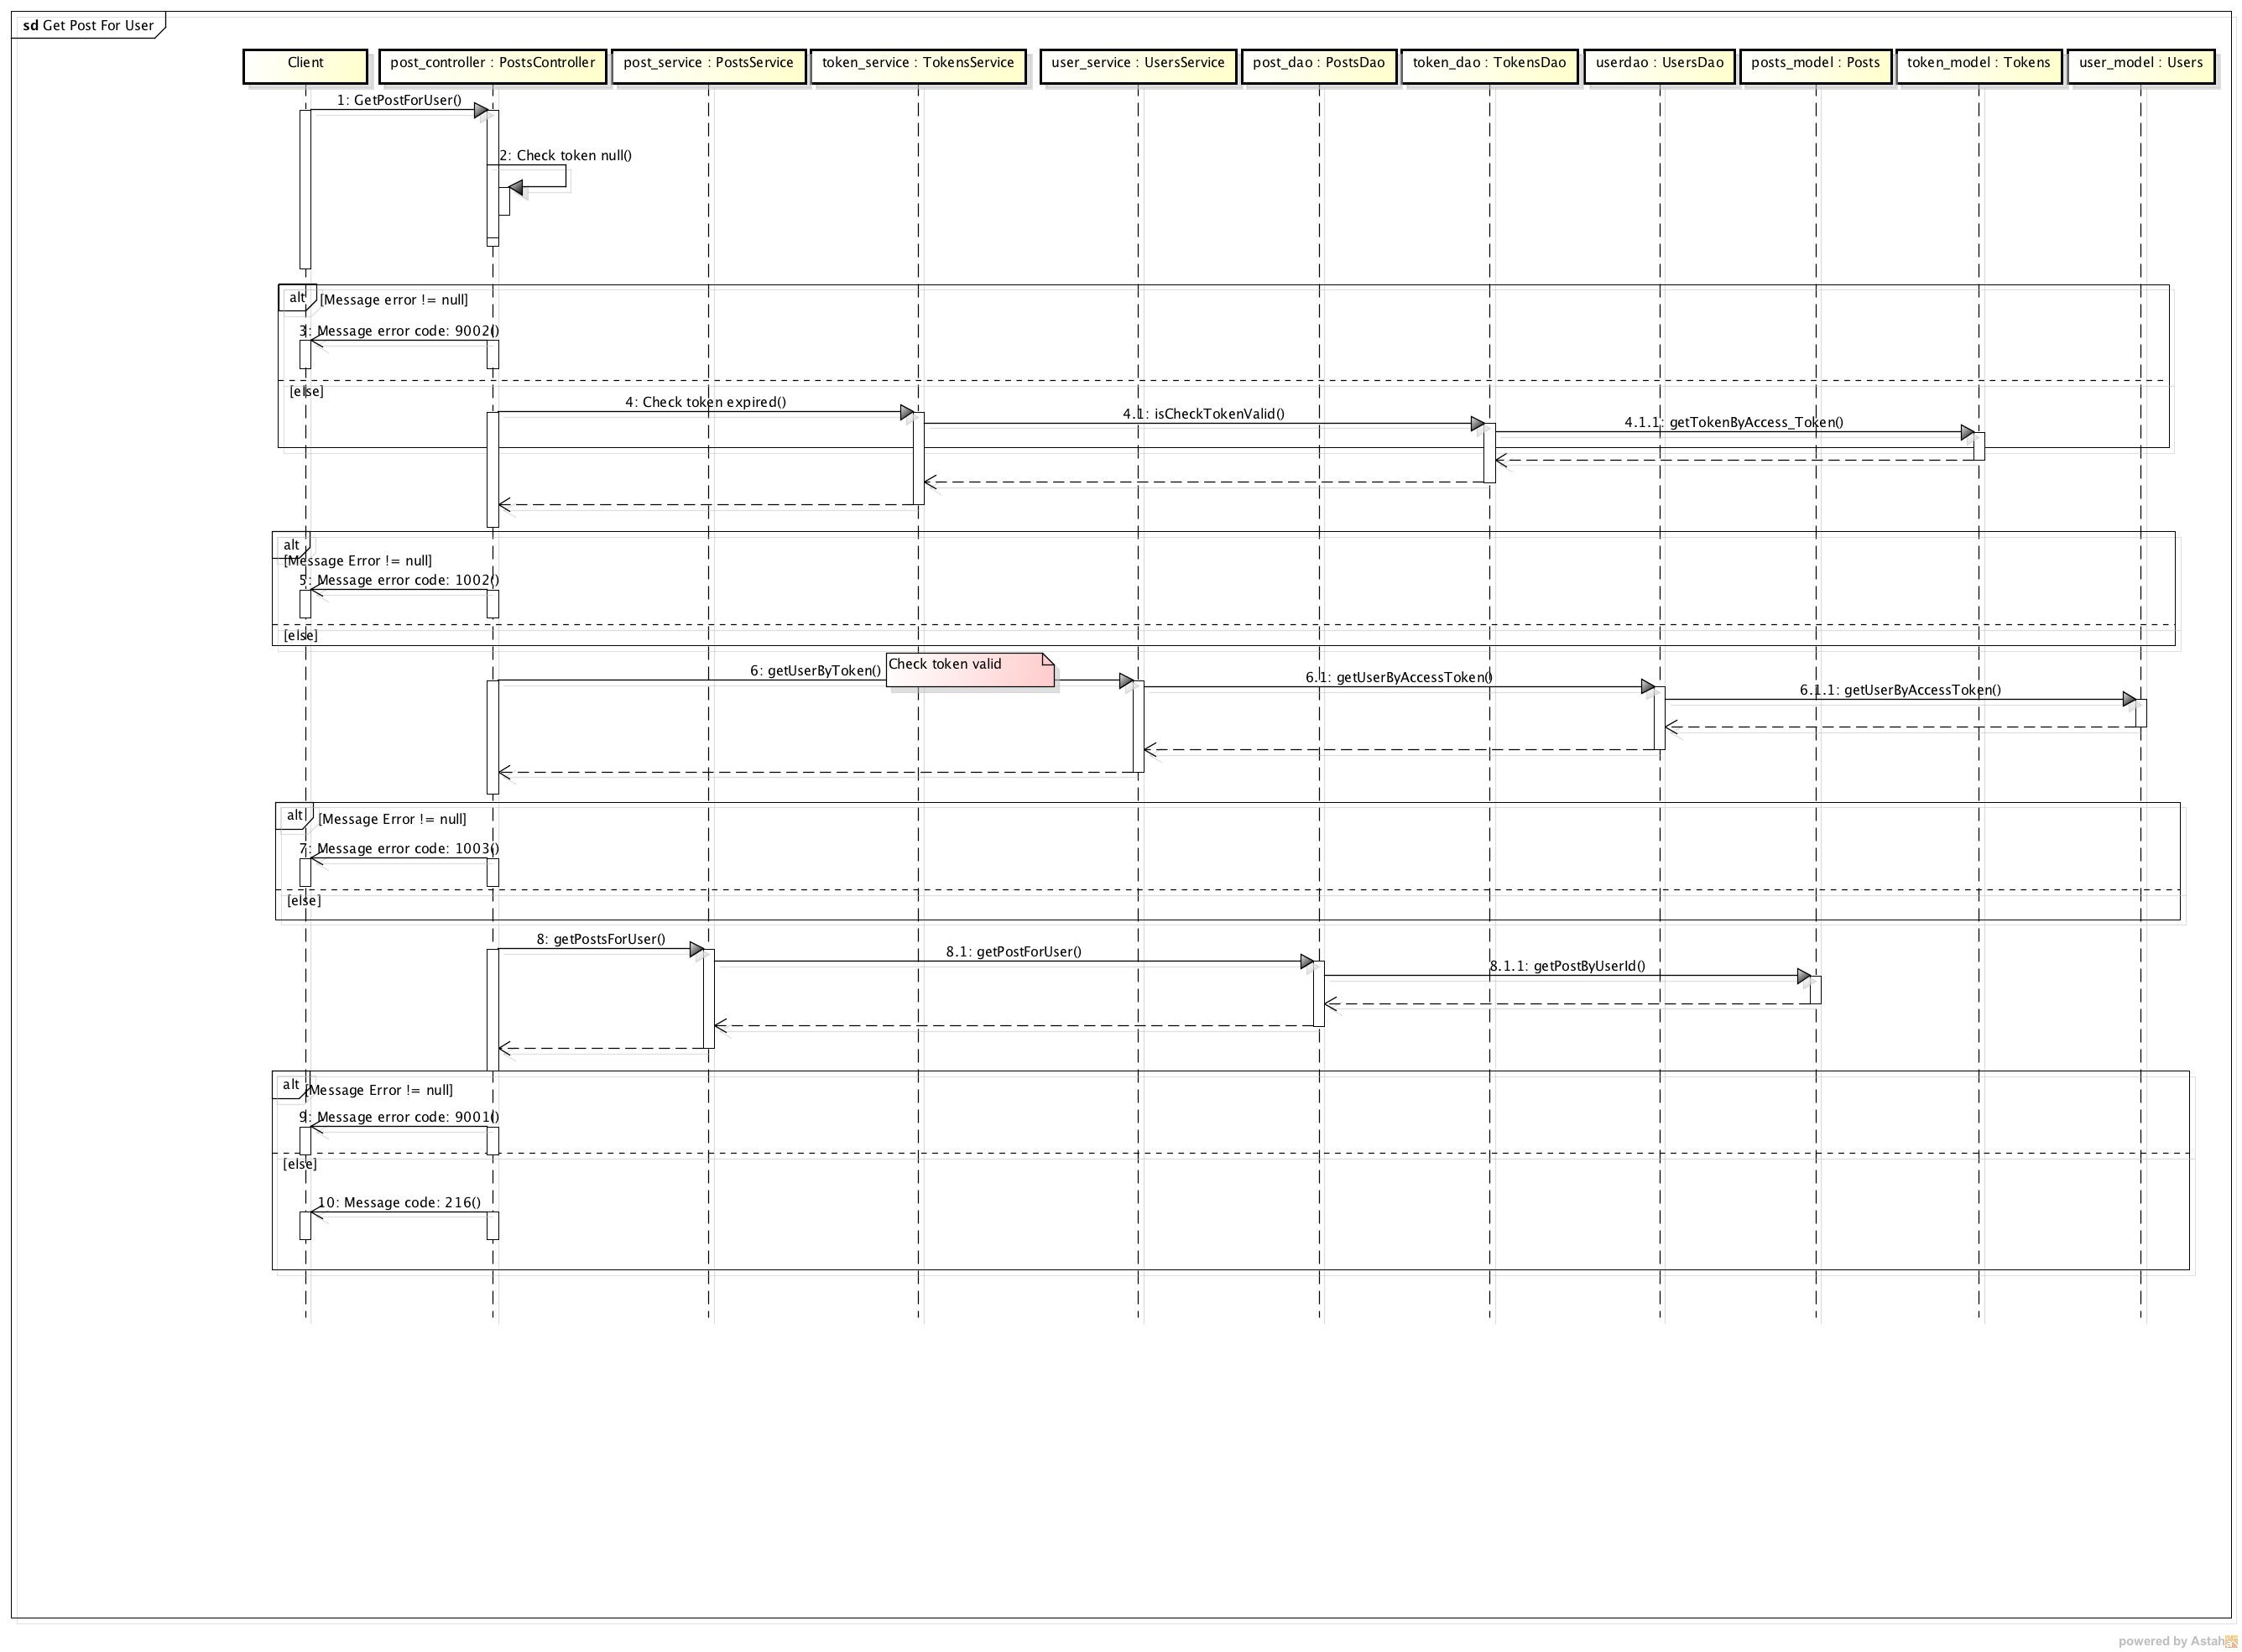 sd Get Post For User
Client
post_controller : PostsController
post_service : PostsService
token_service : TokensService
user_service : UsersService
post_dao : PostsDao
token_dao : TokensDao
userdao : UsersDao
posts_model : Posts
token_model : Tokens
user_model : Users
1: GetPostForUser()
2: Check token null()
alt
[Message error != null]
3: Message error code: 9002()
[else]
4: Check token expired()
4.1: isCheckTokenValid()
4.1.1: getTokenByAccess_Token()
alt
[Message Error != null]
5: Message error code: 1002()
[else]
Check token valid
6: getUserByToken()
6.1: getUserByAccessToken()
6.1.1: getUserByAccessToken()
alt
[Message Error != null]
7: Message error code: 1003()
[else]
8: getPostsForUser()
8.1: getPostForUser()
8.1.1: getPostByUserId()
alt
[Message Error != null]
9: Message error code: 9001()
[else]
10: Message code: 216()
powered by Astah